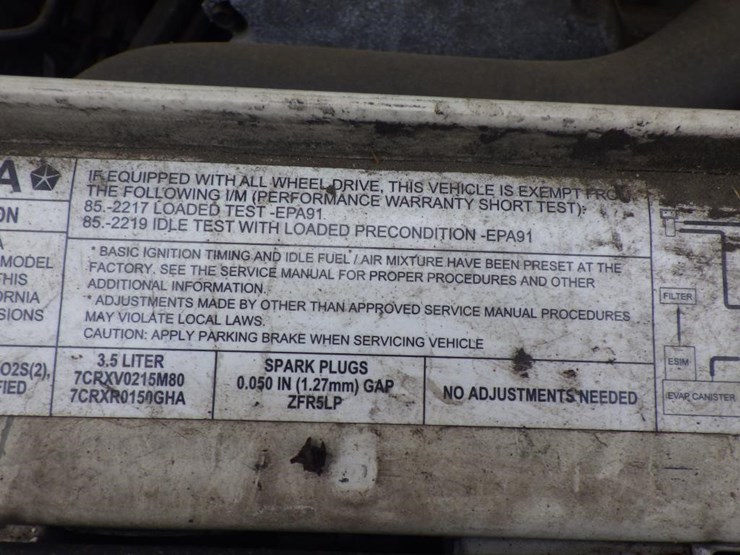 A
ON
A
MODEL
THIS
ORNIA
SIONS
O2S(2),
FIED
IF EQUIPPED WITH ALL WHEEL DRIVE, THIS VEHICLE IS EXEMPT FROM
THE FOLLOWING I/M (PERFORMANCE WARRANTY SHORT TEST):
85.-2217 LOADED TEST -EPA91.
85.-2219 IDLE TEST WITH LOADED PRECONDITION -EPA91
* BASIC IGNITION TIMING AND IDLE FUEL / AIR MIXTURE HAVE BEEN PRESET AT THE
FACTORY. SEE THE SERVICE MANUAL FOR PROPER PROCEDURES AND OTHER
ADDITIONAL INFORMATION.
* ADJUSTMENTS MADE BY OTHER THAN APPROVED SERVICE MANUAL PROCEDURES
MAY VIOLATE LOCAL LAWS.
CAUTION: APPLY PARKING BRAKE WHEN SERVICING VEHICLE
3.5 LITER
7CRXV0215M80
7CRXR0150GHA
SPARK PLUGS
0.050 IN (1.27mm) GAP
ZFR5LP
NO ADJUSTMENTS NEEDED
FILTER
ESIM
EVAP CANISTER